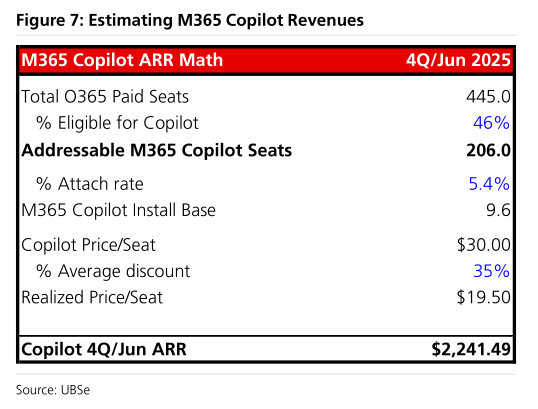 Figure 7: Estimating M365 Copilot Revenues
M365 Copilot ARR Math 4Q/Jun 2025
Total O365 Paid Seats 445.0
% Eligible for Copilot 46%
Addressable M365 Copilot Seats 206.0
% Attach rate 5.4%
M365 Copilot Install Base 9.6
Copilot Price/Seat $30.00
% Average discount 35%
Realized Price/Seat $19.50
Copilot 4Q/Jun ARR $2,241.49
Source: UBSe